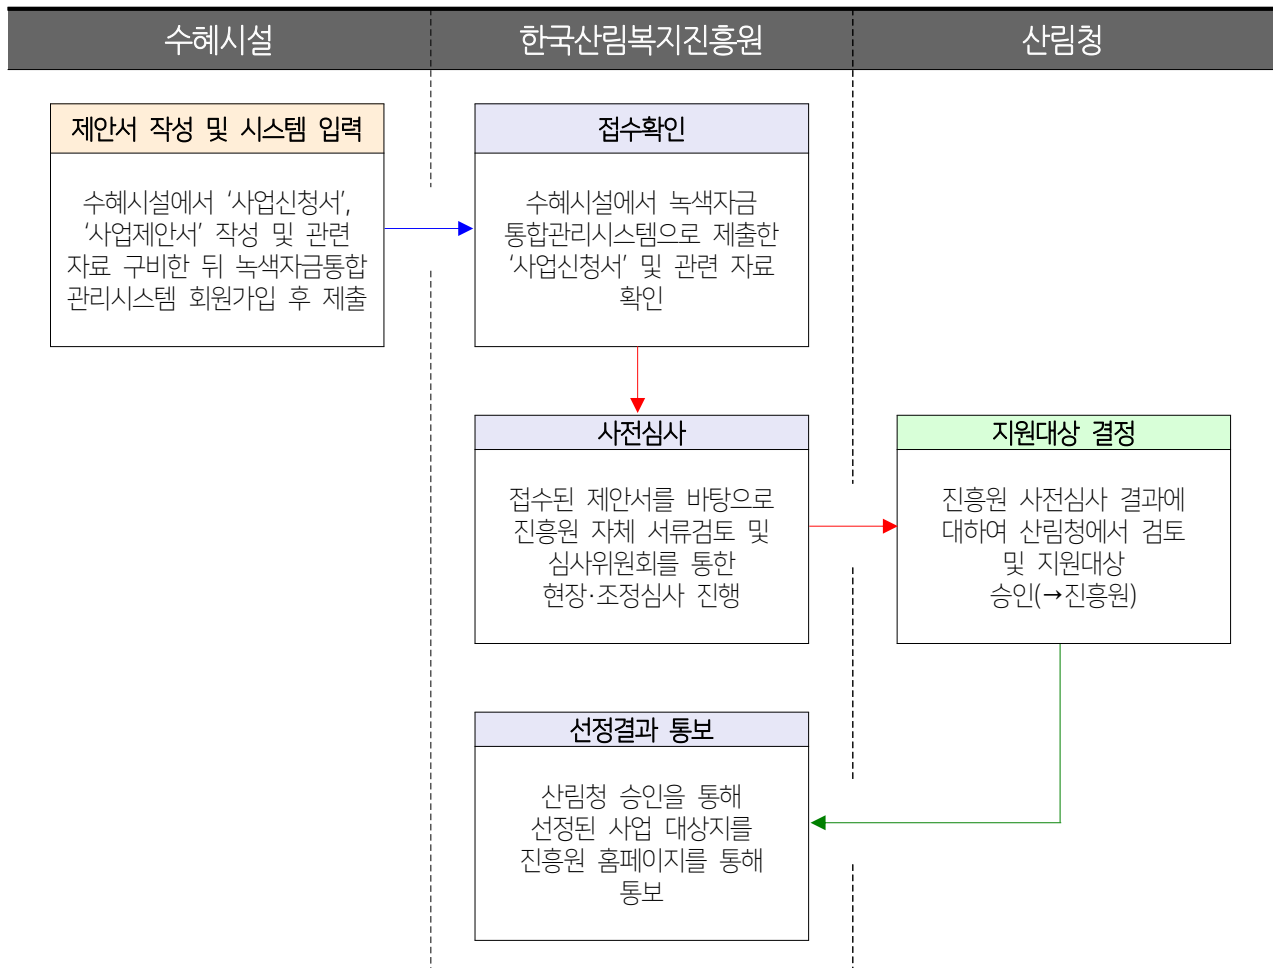 수혜시설
한국산림복지진흥원
산림청
제안서 작성 및 시스템 입력
수혜시설에서 ‘사업신청서’,
‘사업제안서’ 작성 및 관련
자료 구비한 뒤 녹색자금통합
관리시스템 회원가입 후 제출
접수확인
수혜시설에서 녹색자금
통합관리시스템으로 제출한
‘사업신청서’ 및 관련 자료
확인
사전심사
접수된 제안서를 바탕으로
진흥원 자체 서류검토 및
심사위원회를 통한
현장·조정심사 진행
지원대상 결정
진흥원 사전심사 결과에
대하여 산림청에서 검토
및 지원대상
승인(→진흥원)
선정결과 통보
산림청 승인을 통해
선정된 사업 대상지를
진흥원 홈페이지를 통해
통보